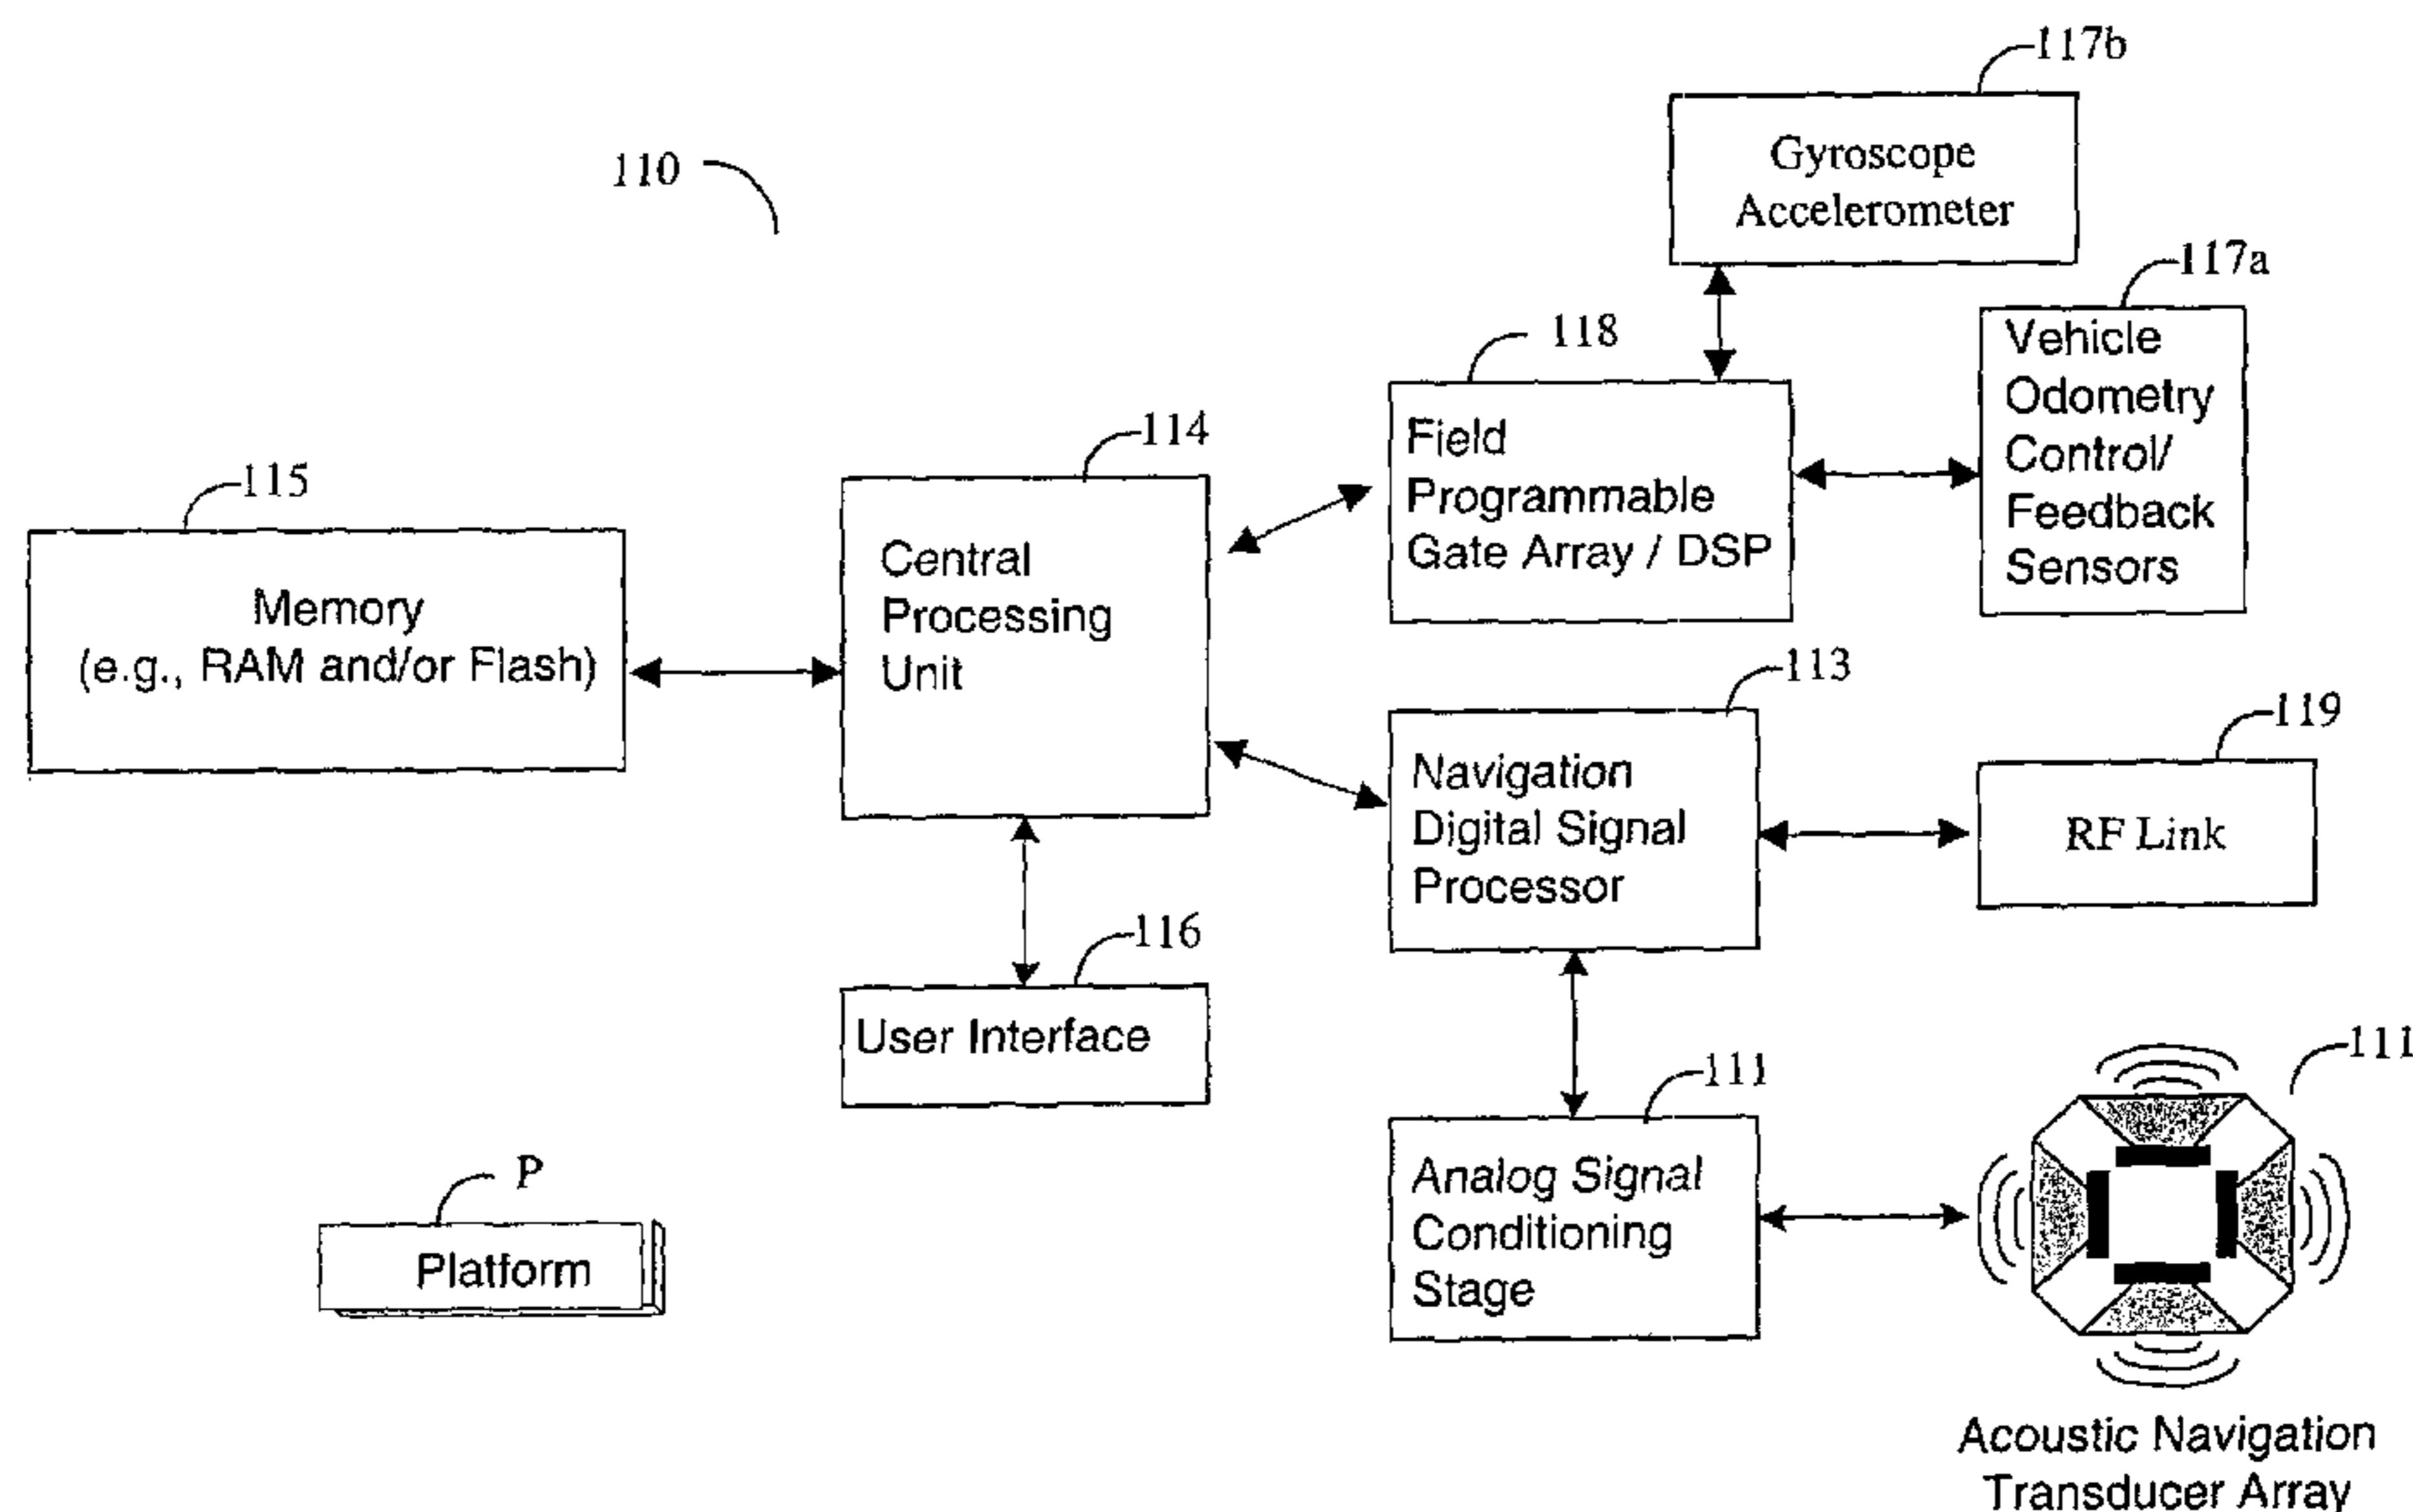 117b
Gyroscope
Accelerometer
110
117a
Vehicle
Odometry
Control/
Feedback
Sensors
118
Field
Programmable
Gate Array / DSP
114
Central
Processing
Unit
115
Memory
(e.g., RAM and/or Flash)
113
Navigation
Digital Signal
Processor
119
RF Link
116
User Interface
111
Analog Signal
Conditioning
Stage
111
Acoustic Navigation
Transducer Array
P
Platform